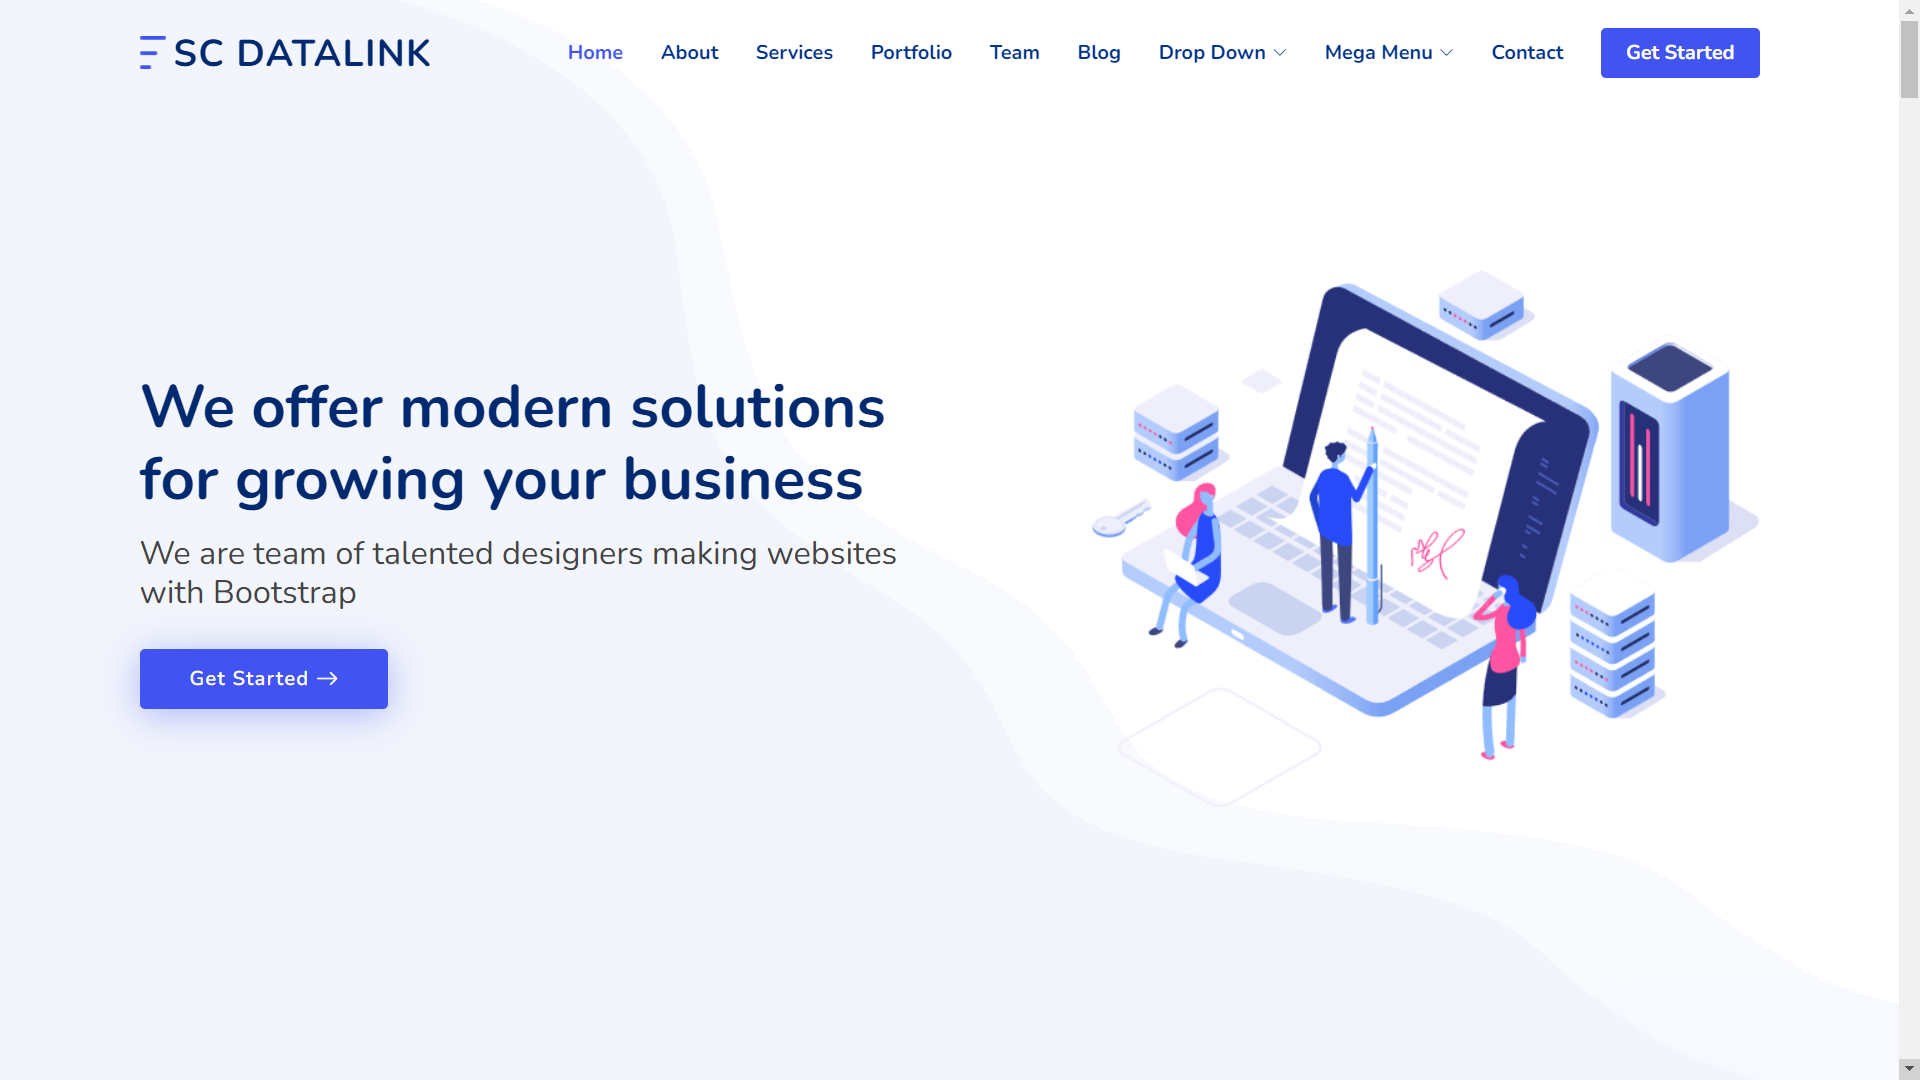 SC DATALINK
Home
About
Services
Portfolio
Team
Blog
Drop Down
Mega Menu
Contact
Get Started
We offer modern solutions
for growing your business
We are team of talented designers making websites
with Bootstrap
Get Started →